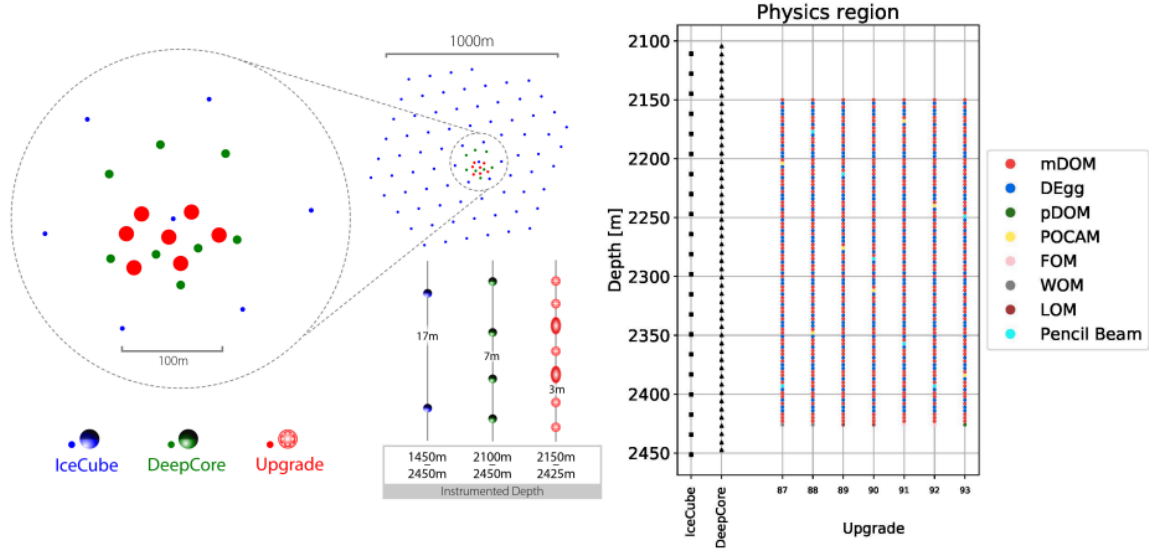 1000m
100m
IceCube
DeepCore
Upgrade
17m
7m
3m
1450m
–
2450m
2100m
–
2450m
2150m
–
2425m
Instrumented Depth
Physics region
Depth [m]
2100
2150
2200
2250
2300
2350
2400
2450
IceCube
DeepCore
87
88
89
90
91
92
93
Upgrade
mDOM
DEgg
pDOM
POCAM
FOM
WOM
LOM
Pencil Beam